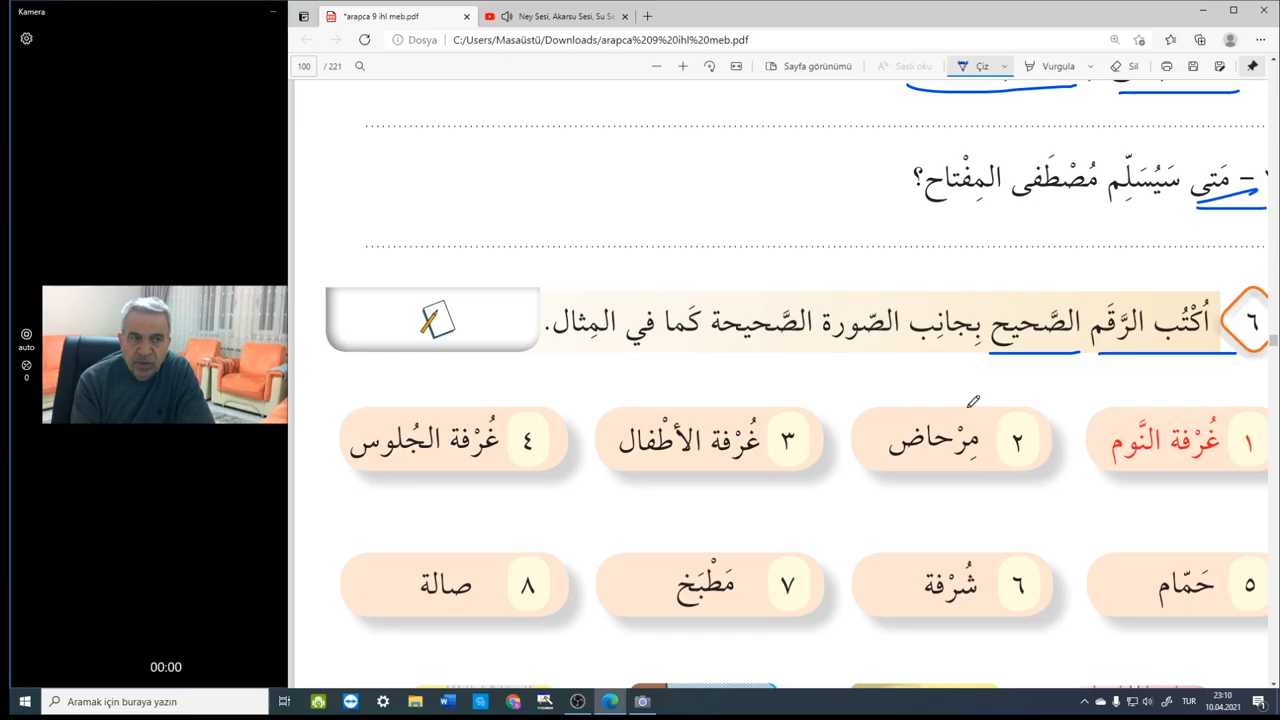 Kamera
*arapca 9 ihl meb.pdf
Ney Sesi, Akarsu Sesi, Su Se
Dosya
C:/Users/Masaüstü/Downloads/arapca%209%20ihl%20meb.pdf
100 / 221
Sayfa görünümü
Sesli oku
Çiz
Vurgula
Sil
– مَتى سَيُسَلِّم مُصْطَفى المِفْتاح؟
٦ اُكْتُب الرَّقَم الصَّحيح بِجانِب الصّورة الصَّحيحة كَما في المِثال.
١ غُرْفة النَّوم
٢ مِرْحاض
٣ غُرْفة الأطْفال
٤ غُرْفة الجُلوس
٥ حَمّام
٦ شُرْفة
٧ مَطْبَخ
٨ صالة
auto
0
00:00
Aramak için buraya yazın
TUR
23:10
10.04.2021